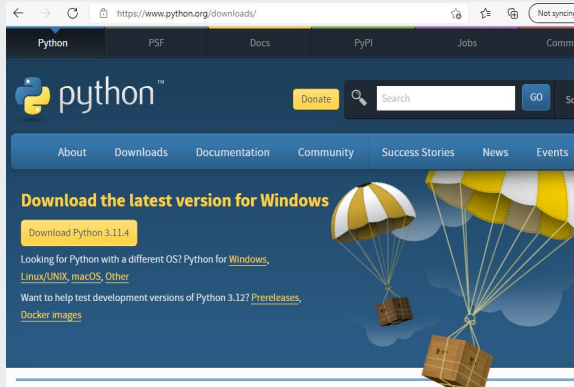 https://www.python.org/downloads/
Not syncing
Python PSF Docs PyPI Jobs Comm
python™
Donate Search GO
About Downloads Documentation Community Success Stories News Events
Download the latest version for Windows
Download Python 3.11.4
Looking for Python with a different OS? Python for Windows,
Linux/UNIX, macOS, Other
Want to help test development versions of Python 3.12? Prereleases,
Docker images